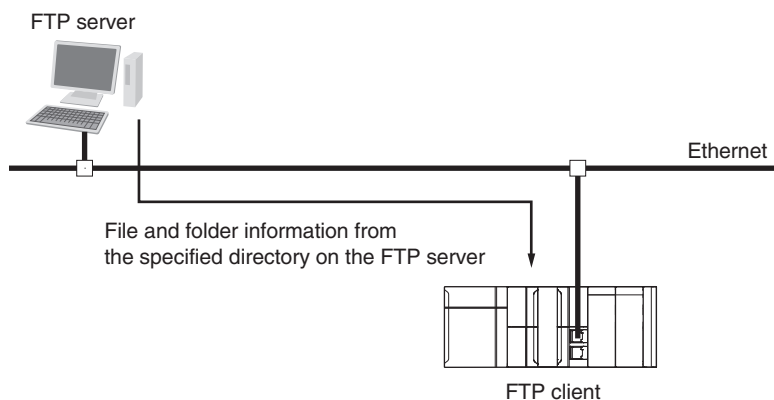 FTP server
Ethernet
File and folder information from
the specified directory on the FTP server
FTP client